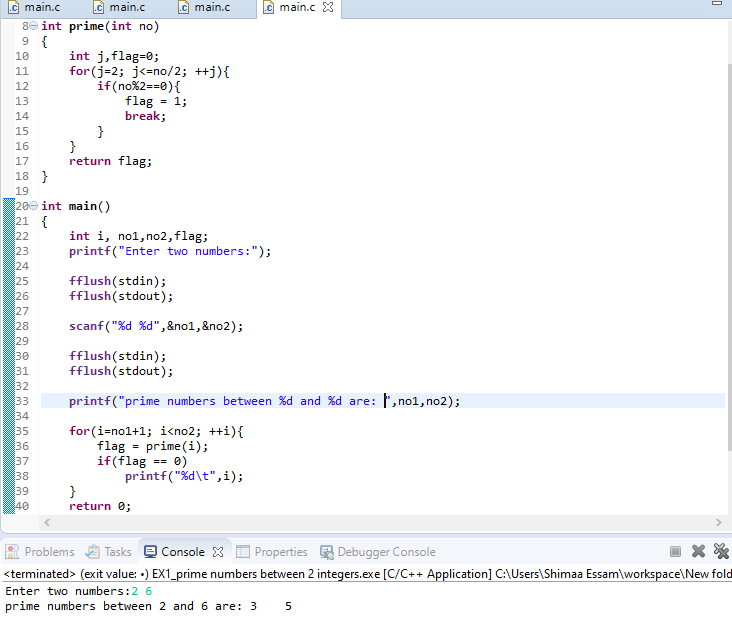 main.c main.c main.c main.c
8 int prime(int no)
9 {
10     int j,flag=0;
11     for(j=2; j<=no/2; ++j){
12         if(no%2==0){
13             flag = 1;
14             break;
15         }
16     }
17     return flag;
18 }
19
20 int main()
21 {
22     int i, no1,no2,flag;
23     printf("Enter two numbers:");
24
25     fflush(stdin);
26     fflush(stdout);
27
28     scanf("%d %d",&no1,&no2);
29
30     fflush(stdin);
31     fflush(stdout);
32
33     printf("prime numbers between %d and %d are: ",no1,no2);
34
35     for(i=no1+1; i<no2; ++i){
36         flag = prime(i);
37         if(flag == 0)
38             printf("%d\t",i);
39     }
40     return 0;
Problems Tasks Console Properties Debugger Console
<terminated> (exit value: •) EX1_prime numbers between 2 integers.exe [C/C++ Application] C:\Users\Shimaa Essam\workspace\New fold
Enter two numbers:2 6
prime numbers between 2 and 6 are: 3    5